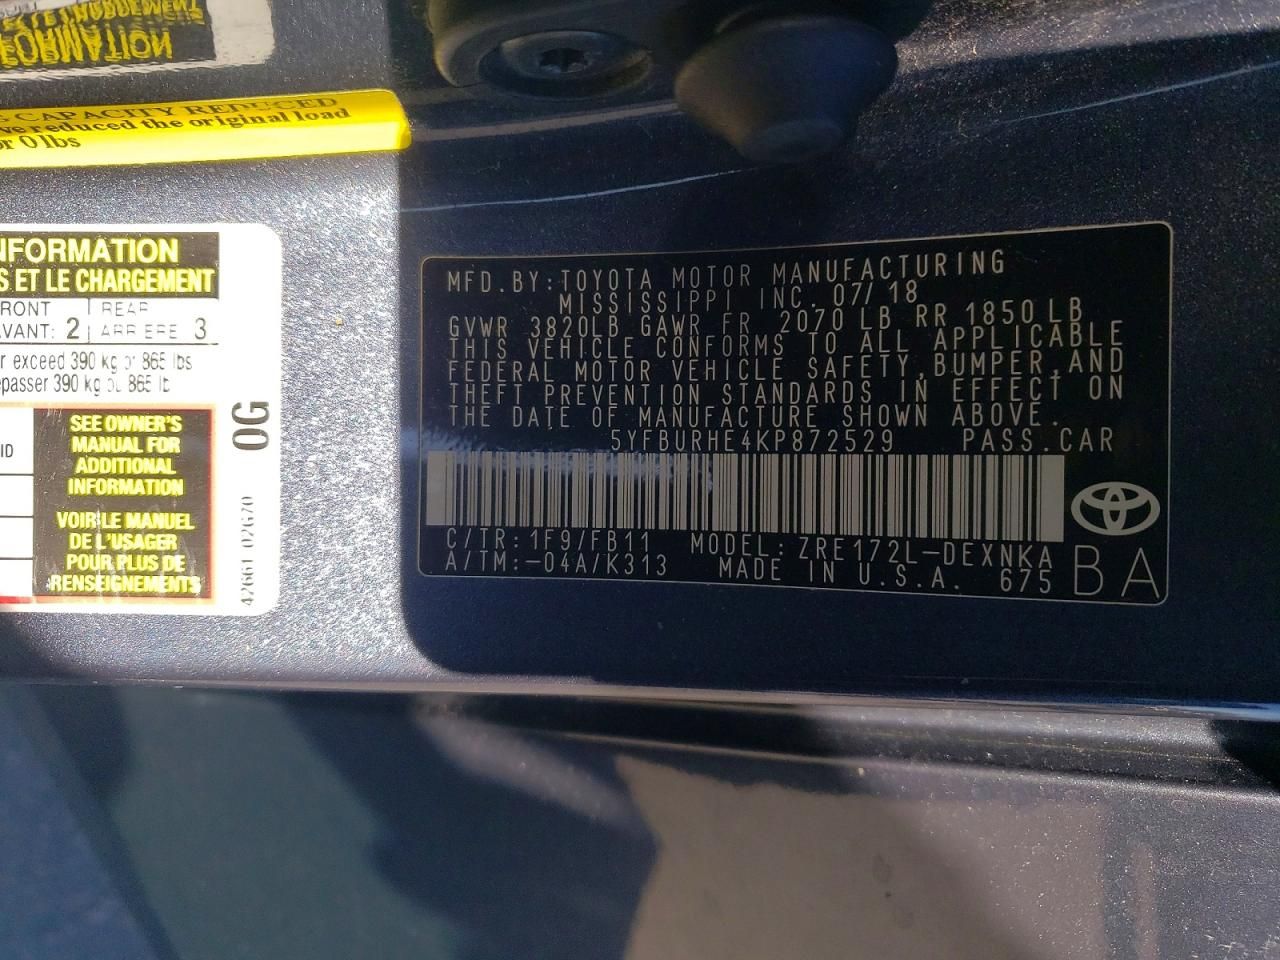 CAPACITY REDUCED
reduced the original load
0 lbs
INFORMATION
ET LE CHARGEMENT
FRONT REAR
AVANT: 2 ARRIERE 3
exceed 390 kg or 865 lbs
390 kg ou 865 lb
SEE OWNER'S
MANUAL FOR
ADDITIONAL
INFORMATION
VOIR LE MANUEL
DE L'USAGER
POUR PLUS DE
RENSEIGNEMENTS
0G
42661-02G70
MFD. BY: TOYOTA MOTOR MANUFACTURING
MISSISSIPPI INC. 07/18
GVWR 3820LB GAWR FR 2070 LB RR 1850 LB
THIS VEHICLE CONFORMS TO ALL APPLICABLE
FEDERAL MOTOR VEHICLE SAFETY, BUMPER, AND
THEFT PREVENTION STANDARDS IN EFFECT ON
THE DATE OF MANUFACTURE SHOWN ABOVE.
5YFBURHE4KP872529 PASS.CAR
C/TR: 1F9/FB11 MODEL: ZRE172L-DEXNKA
A/TM: -04A/K313 MADE IN U.S.A. 675
BA